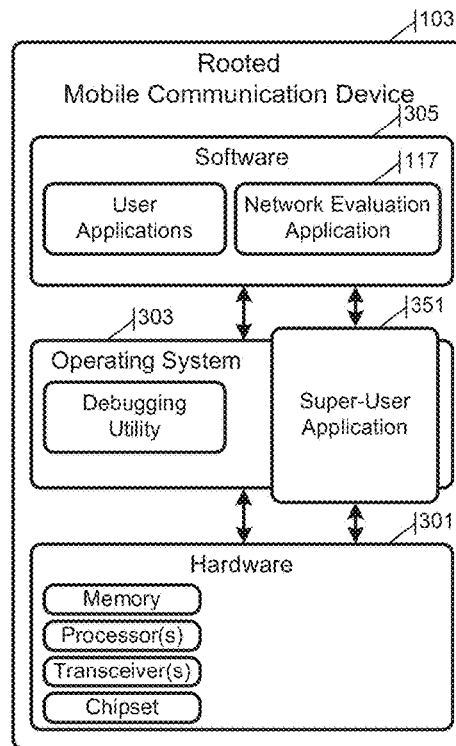 103
Rooted
Mobile Communication Device
305
Software
117
User
Applications
Network Evaluation
Application
303
351
Operating System
Debugging
Utility
Super-User
Application
301
Hardware
Memory
Processor(s)
Transceiver(s)
Chipset